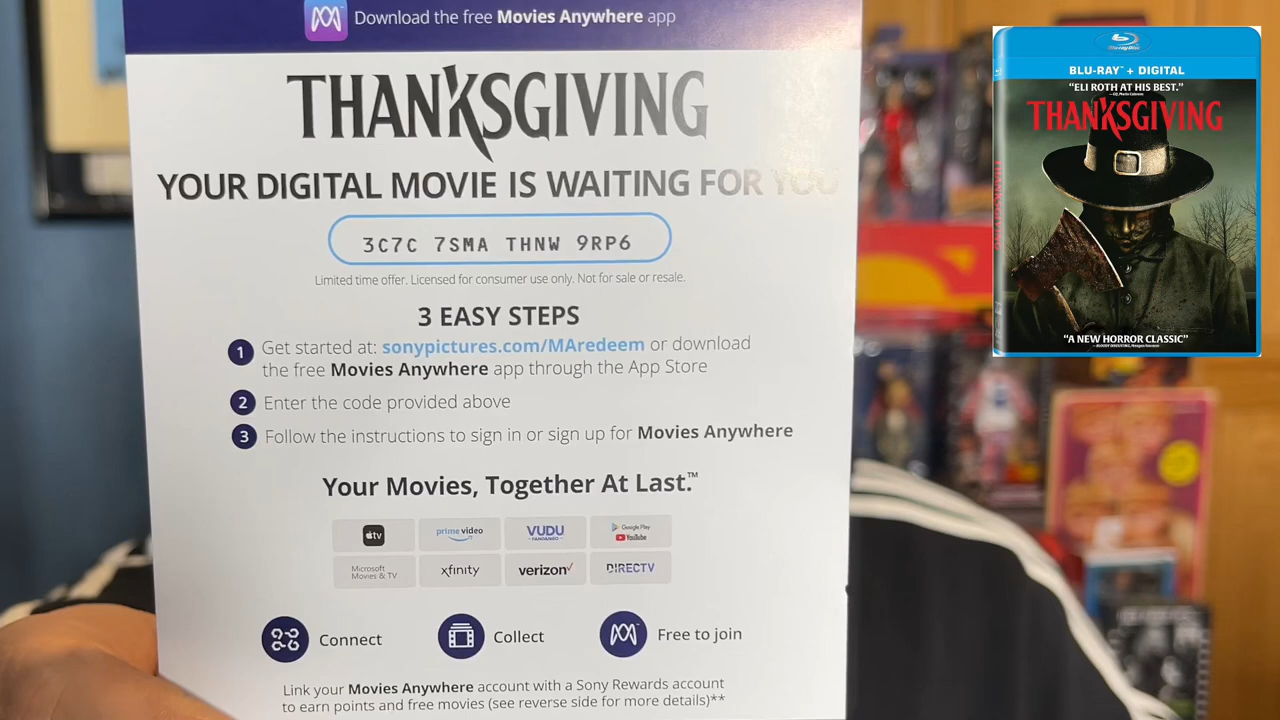 Download the free Movies Anywhere app
THANKSGIVING
YOUR DIGITAL MOVIE IS WAITING FOR YOU
3C7C 7SMA THNW 9RP6
Limited time offer. Licensed for consumer use only. Not for sale or resale.
3 EASY STEPS
1 Get started at: sonypictures.com/MAredeem or download
the free Movies Anywhere app through the App Store
2 Enter the code provided above
3 Follow the instructions to sign in or sign up for Movies Anywhere
Your Movies, Together At Last.™
tv prime video VUDU FANDANGO Google Play YouTube
Microsoft Movies & TV xfinity verizon DIRECTV
Connect Collect Free to join
Link your Movies Anywhere account with a Sony Rewards account
to earn points and free movies (see reverse side for more details)**
Blu-ray Disc
BLU-RAY™ + DIGITAL
“ELI ROTH AT HIS BEST.”
THANKSGIVING
THANKSGIVING
“A NEW HORROR CLASSIC”